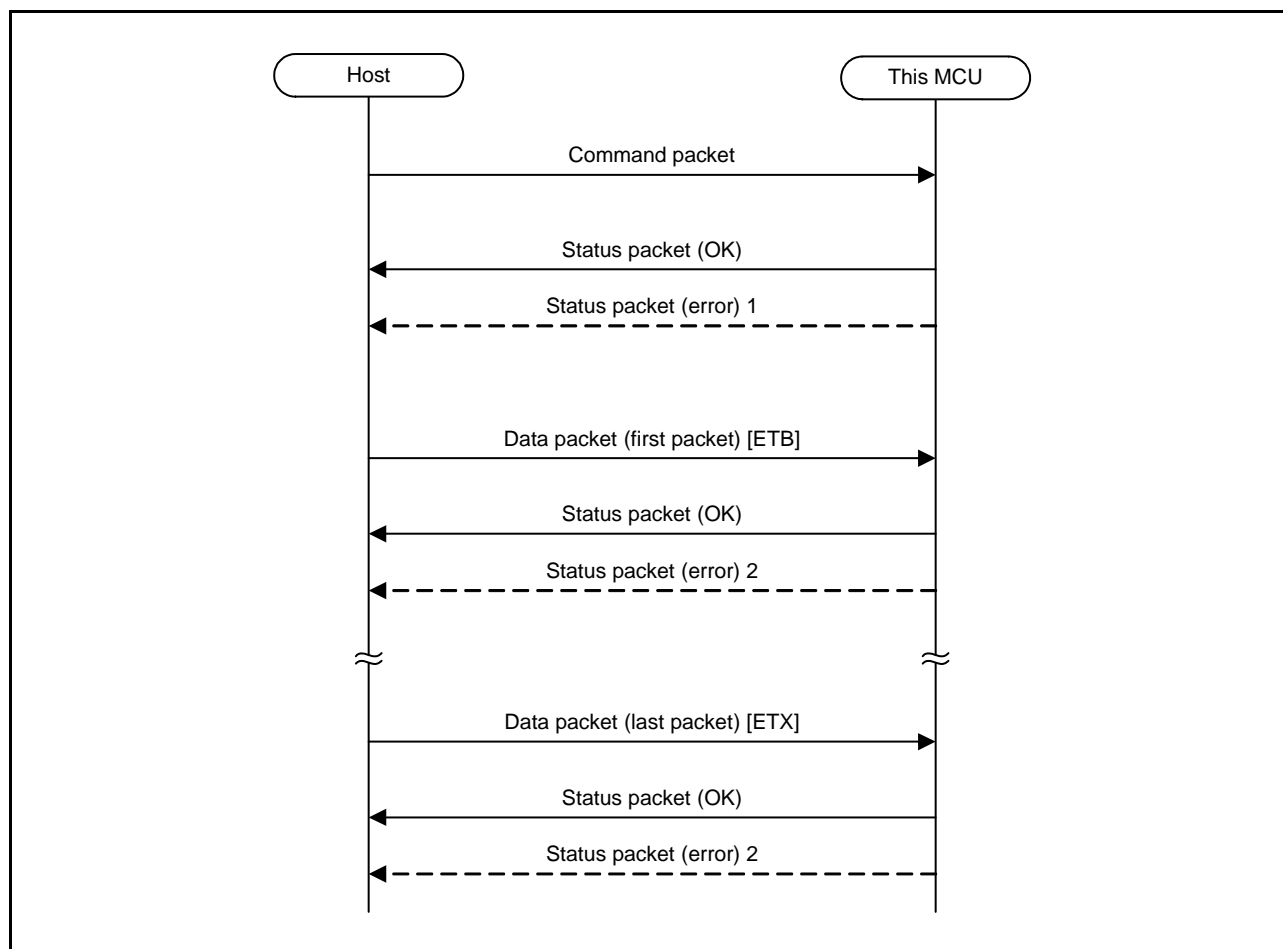 Host
This MCU
Command packet
Status packet (OK)
Status packet (error) 1
Data packet (first packet) [ETB]
Status packet (OK)
Status packet (error) 2
Data packet (last packet) [ETX]
Status packet (OK)
Status packet (error) 2